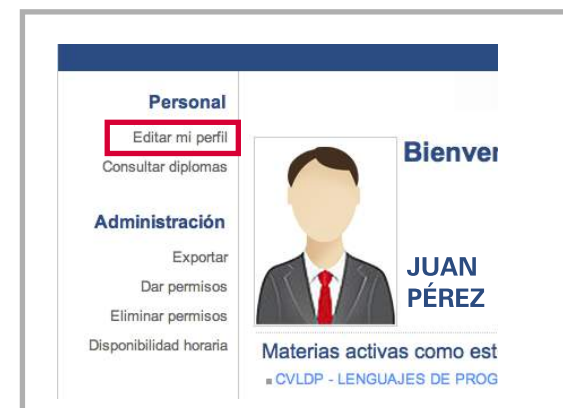 Personal
Editar mi perfil
Consultar diplomas
Administración
Exportar
Dar permisos
Eliminar permisos
Disponibilidad horaria
Bienver
JUAN
PÉREZ
Materias activas como est
CVLDP - LENGUAJES DE PROG